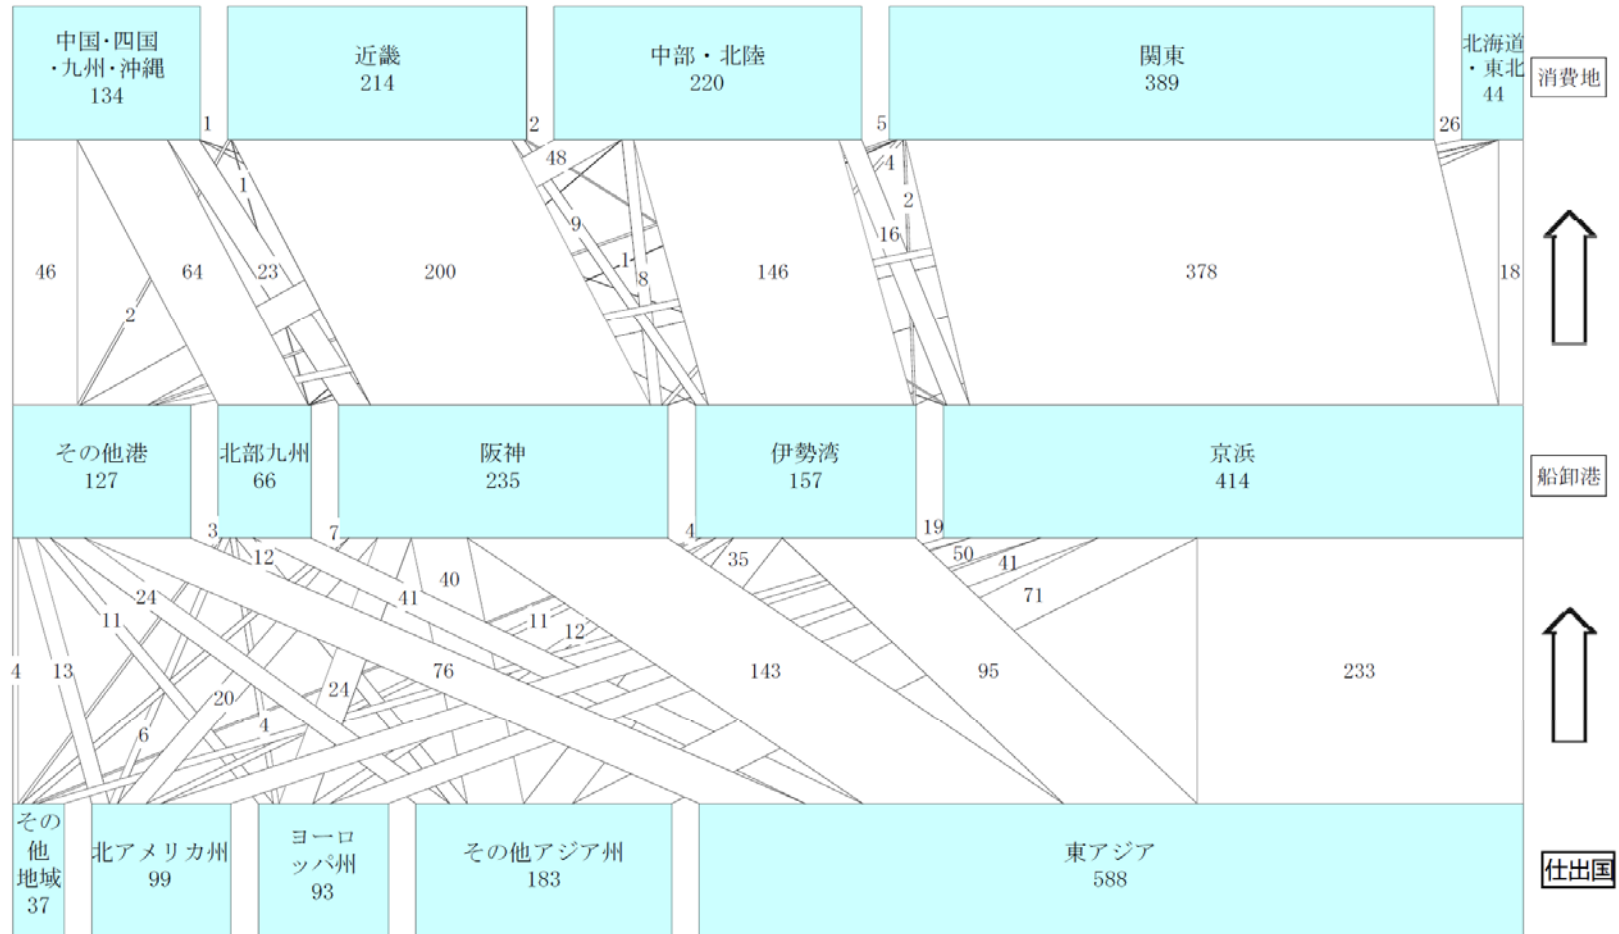 中国・四国
・九州・沖縄
134
近畿
214
中部・北陸
220
関東
389
北海道
・東北
44
消費地
1
2
5
26
48
4
1
2
9
16
46
64
23
200
1
8
146
378
18
2
その他港
127
北部九州
66
阪神
235
伊勢湾
157
京浜
414
船卸港
3
7
4
19
12
35
50
41
40
24
41
71
11
11
12
4
13
76
143
95
233
20
24
6
4
その
他
地域
37
北アメリカ州
99
ヨーロ
ッパ州
93
その他アジア州
183
東アジア
588
仕出国